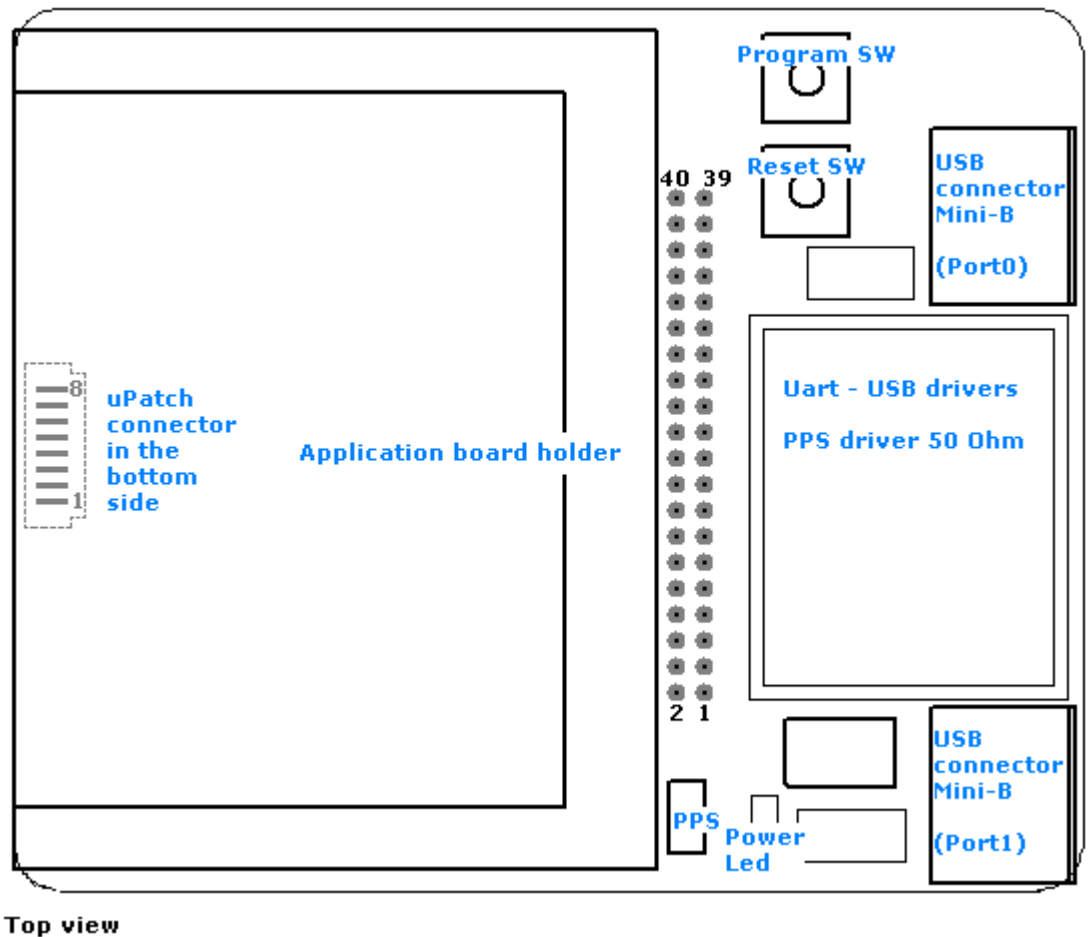 Program SW
Reset SW
40 39
USB
connector
Mini-B
(Port0)
8
uPatch
connector
in the
bottom
side
1
Application board holder
Uart - USB drivers
PPS driver 50 Ohm
2 1
USB
connector
Mini-B
(Port1)
PPS
Power
Led
Top view